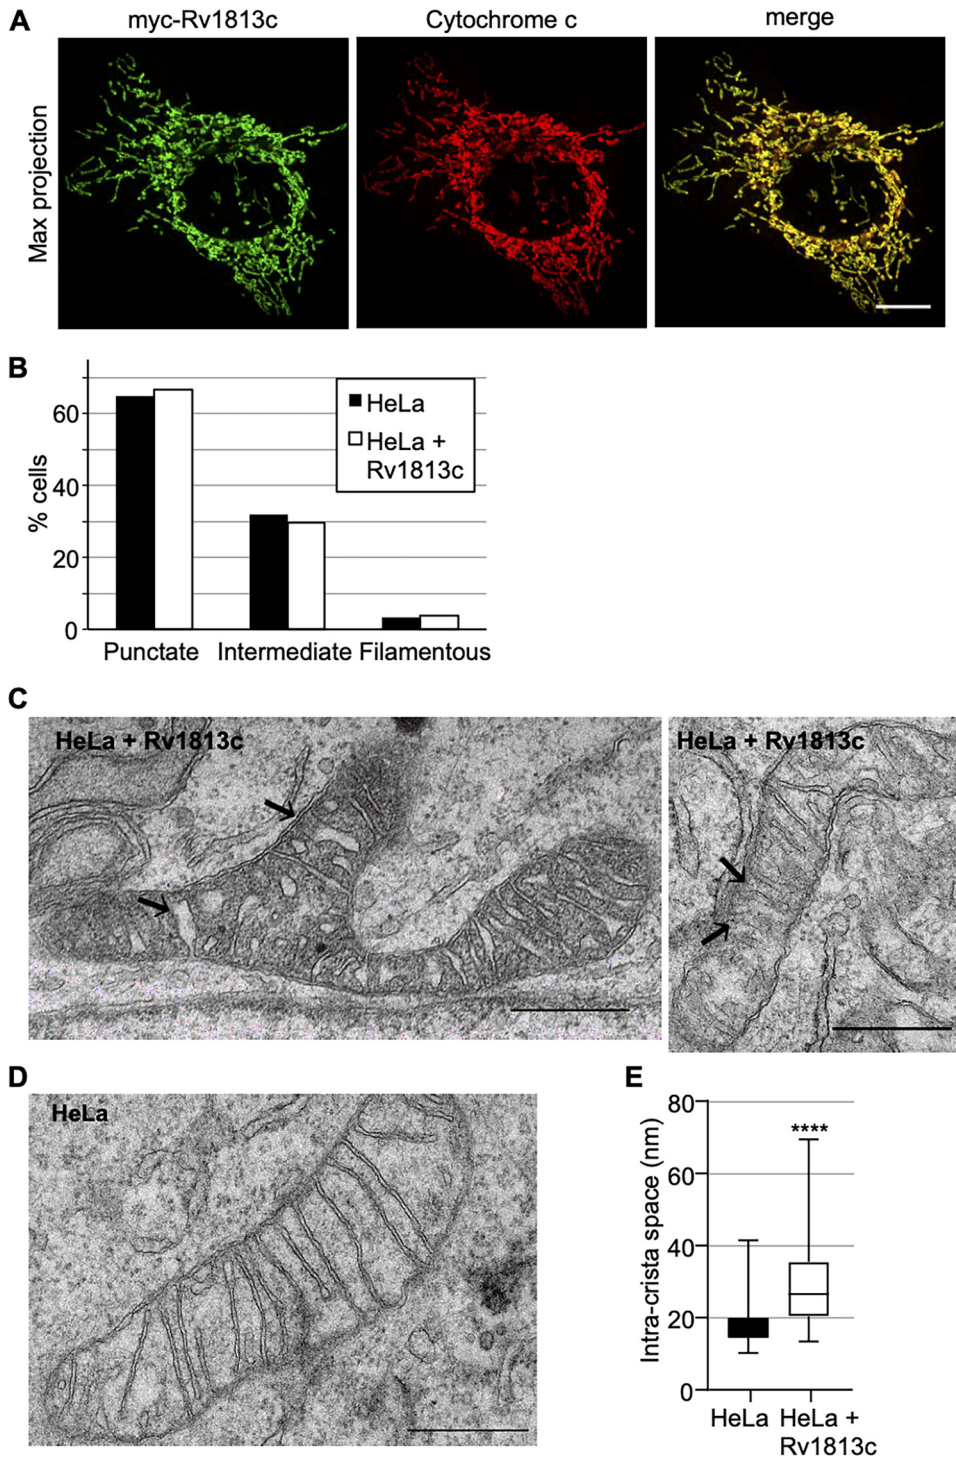 A
myc-Rv1813c
Cytochrome c
merge
Max projection
B
% cells
60
40
20
0
HeLa
HeLa +
Rv1813c
Punctate
Intermediate
Filamentous
C
HeLa + Rv1813c
HeLa + Rv1813c
D
HeLa
E
Intra-crista space (nm)
80
60
40
20
0
****
HeLa
HeLa +
Rv1813c